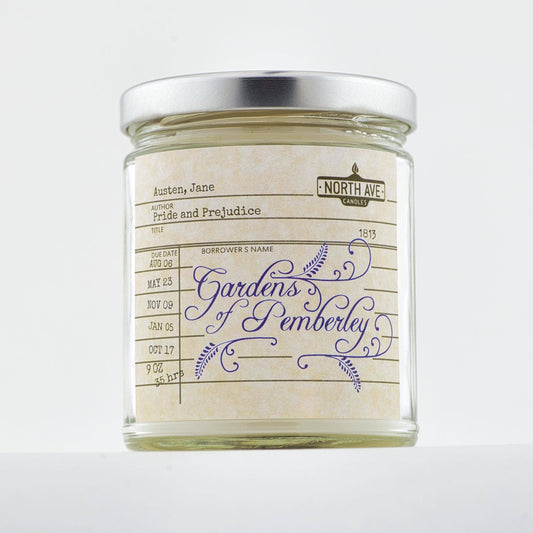 Austen, Jane
NORTH AVE
CANDLES
AUTHOR
Pride and Prejudice
TITLE
1813
DUE DATE
BORROWER S NAME
AUG 06
MAY 23
NOV 09
JAN 05
OCT 17
9 OZ
35 hrs
Gardens
of Pemberley